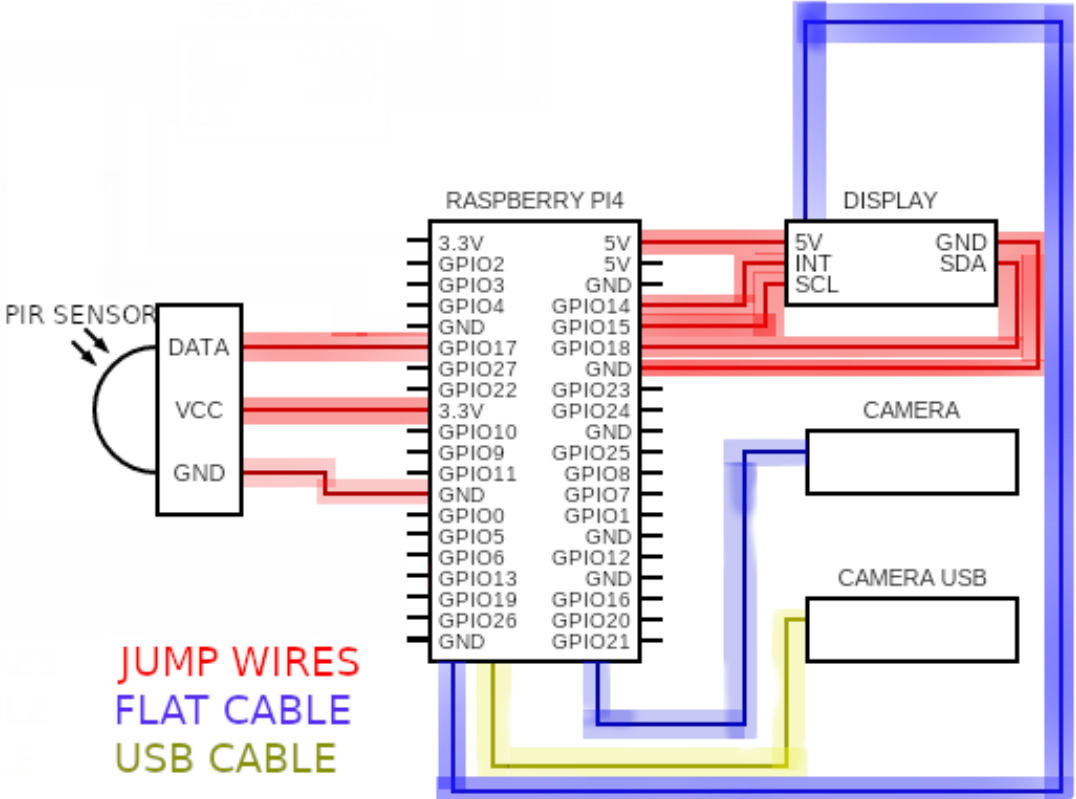 RASPBERRY PI4
DISPLAY
3.3V 5V
GPIO2 5V
GPIO3 GND
GPIO4 GPIO14
GND GPIO15
GPIO17 GPIO18
GPIO27 GND
GPIO22 GPIO23
3.3V GPIO24
GPIO10 GND
GPIO9 GPIO25
GPIO11 GPIO8
GND GPIO7
GPIO0 GPIO1
GPIO5 GND
GPIO6 GPIO12
GPIO13 GND
GPIO19 GPIO16
GPIO26 GPIO20
GND GPIO21
5V GND
INT SDA
SCL
PIR SENSOR
DATA
VCC
GND
CAMERA
CAMERA USB
JUMP WIRES
FLAT CABLE
USB CABLE